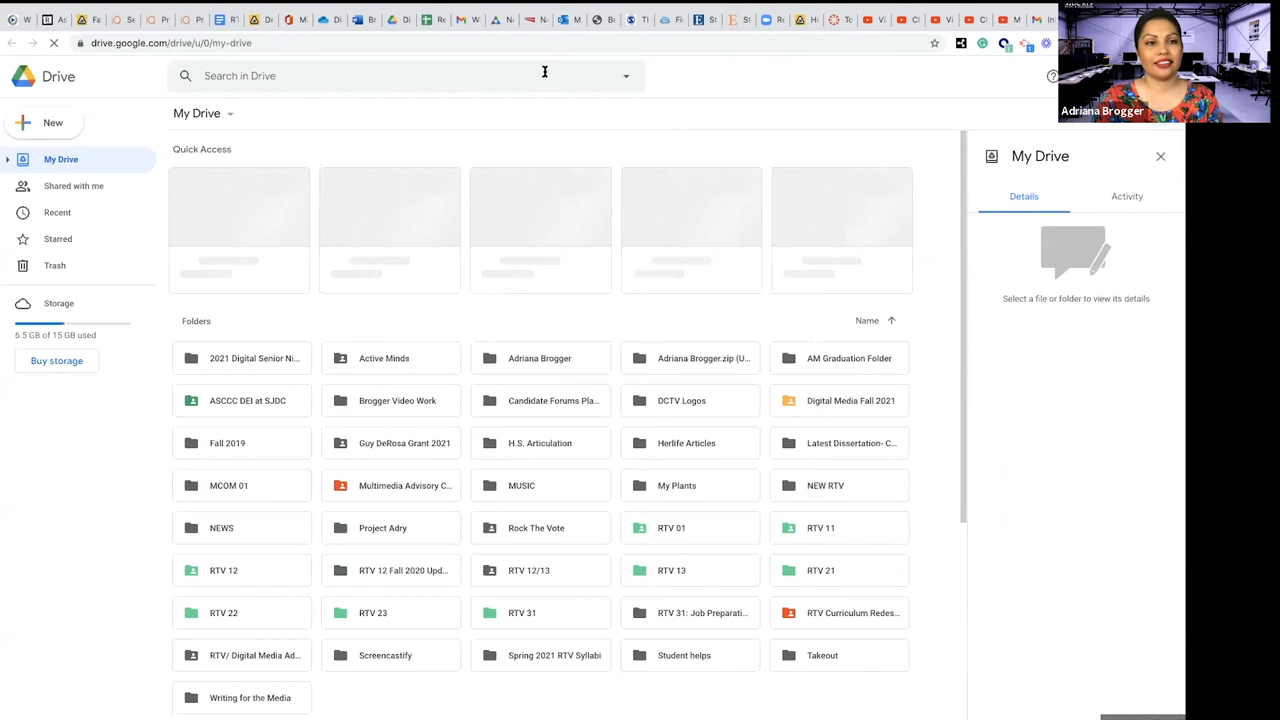 drive.google.com/drive/u/0/my-drive
Drive
Search in Drive
Adriana Brogger
New
My Drive
My Drive
Shared with me
Recent
Starred
Trash
Storage
6.5 GB of 15 GB used
Buy storage
Quick Access
Folders
Name
2021 Digital Senior Ni...
Active Minds
Adriana Brogger
Adriana Brogger.zip (U...
AM Graduation Folder
ASCCC DEI at SJDC
Brogger Video Work
Candidate Forums Pla...
DCTV Logos
Digital Media Fall 2021
Fall 2019
Guy DeRosa Grant 2021
H.S. Articulation
Herlife Articles
Latest Dissertation- C...
MCOM 01
Multimedia Advisory C...
MUSIC
My Plants
NEW RTV
NEWS
Project Adry
Rock The Vote
RTV 01
RTV 11
RTV 12
RTV 12 Fall 2020 Upd...
RTV 12/13
RTV 13
RTV 21
RTV 22
RTV 23
RTV 31
RTV 31: Job Preparati...
RTV Curriculum Redes...
RTV/ Digital Media Ad...
Screencastify
Spring 2021 RTV Syllabi
Student helps
Takeout
Writing for the Media
My Drive
Details
Activity
Select a file or folder to view its details